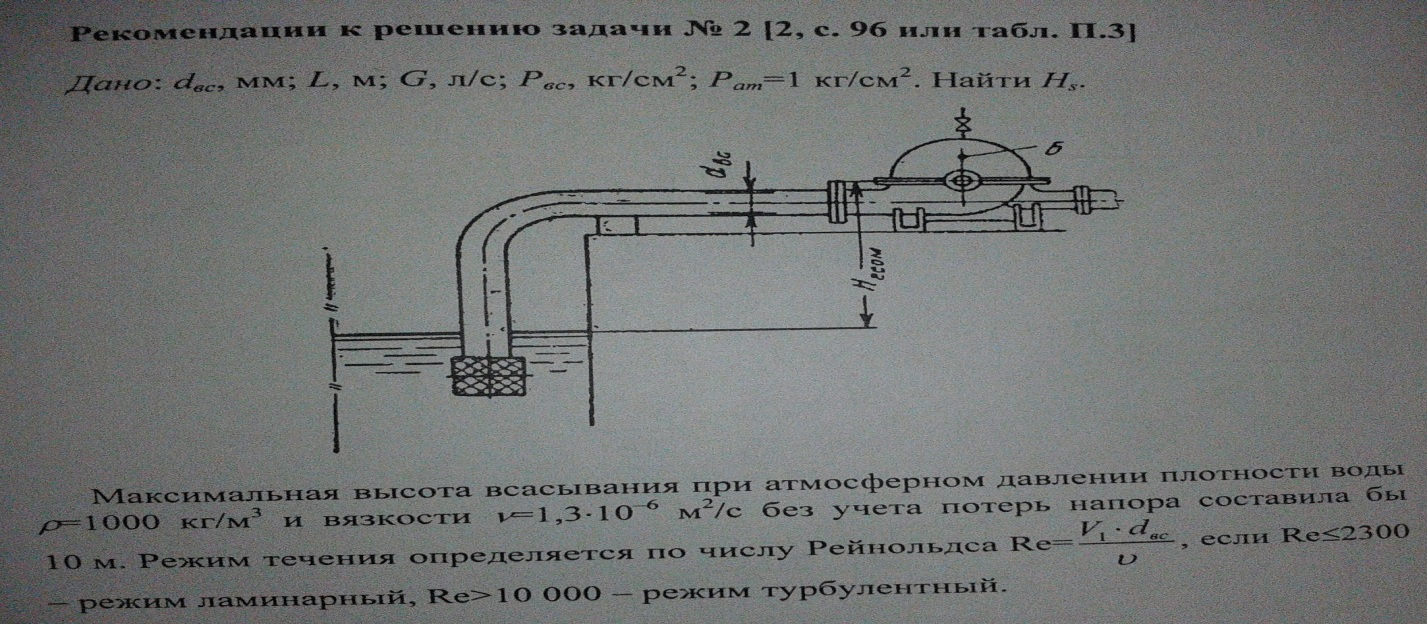 Рекомендации к решению задачи № 2 [2, с. 96 или табл. П.3]
Дано: dвс, мм; L, м; G, л/с; Pвс, кг/см²; Pат=1 кг/см². Найти Hs.
б
dвс
Hвсом
Максимальная высота всасывания при атмосферном давлении плотности воды
ρ=1000 кг/м³ и вязкости ν=1,3·10⁻⁶ м²/с без учета потерь напора составила бы
10 м. Режим течения определяется по числу Рейнольдса Re=V₁·dвс/υ, если Re≤2300
– режим ламинарный, Re>10 000 – режим турбулентный.